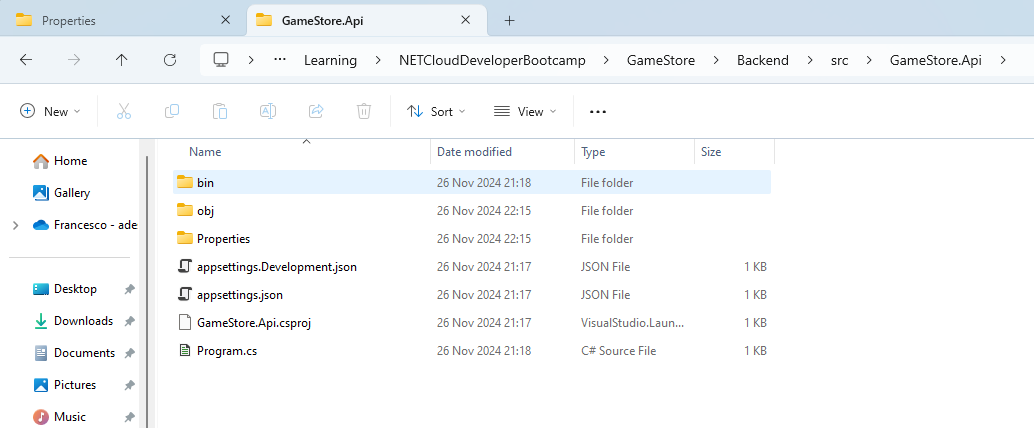 Properties
GameStore.Api
Learning > NETCloudDeveloperBootcamp > GameStore > Backend > src > GameStore.Api >
New Sort View
Name Date modified Type Size
Home
Gallery
Francesco - ade
Desktop
Downloads
Documents
Pictures
Music
bin 26 Nov 2024 21:18 File folder
obj 26 Nov 2024 22:15 File folder
Properties 26 Nov 2024 22:15 File folder
appsettings.Development.json 26 Nov 2024 21:17 JSON File 1 KB
appsettings.json 26 Nov 2024 21:17 JSON File 1 KB
GameStore.Api.csproj 26 Nov 2024 21:17 VisualStudio.Laun... 1 KB
Program.cs 26 Nov 2024 21:18 C# Source File 1 KB